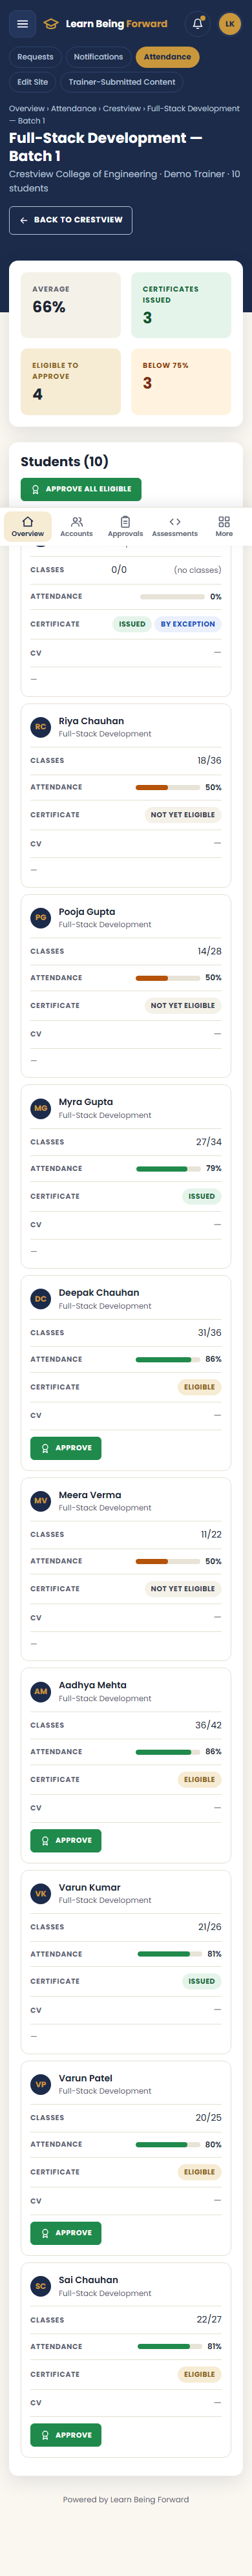 Learn Being Forward
LK
Requests
Notifications
Attendance
Edit Site
Trainer-Submitted Content
Overview › Attendance › Crestview › Full-Stack Development
— Batch 1
Full-Stack Development —
Batch 1
Crestview College of Engineering · Demo Trainer · 10
students
← BACK TO CRESTVIEW
AVERAGE
66%
CERTIFICATES
ISSUED
3
ELIGIBLE TO
APPROVE
4
BELOW 75%
3
Students (10)
APPROVE ALL ELIGIBLE
Overview
Accounts
Approvals
Assessments
More
CLASSES 0/0 (no classes)
ATTENDANCE 0%
CERTIFICATE ISSUED BY EXCEPTION
CV —
—
RC Riya Chauhan
Full-Stack Development
CLASSES 18/36
ATTENDANCE 50%
CERTIFICATE NOT YET ELIGIBLE
CV —
—
PG Pooja Gupta
Full-Stack Development
CLASSES 14/28
ATTENDANCE 50%
CERTIFICATE NOT YET ELIGIBLE
CV —
—
MG Myra Gupta
Full-Stack Development
CLASSES 27/34
ATTENDANCE 79%
CERTIFICATE ISSUED
CV —
—
DC Deepak Chauhan
Full-Stack Development
CLASSES 31/36
ATTENDANCE 86%
CERTIFICATE ELIGIBLE
CV —
APPROVE
MV Meera Verma
Full-Stack Development
CLASSES 11/22
ATTENDANCE 50%
CERTIFICATE NOT YET ELIGIBLE
CV —
—
AM Aadhya Mehta
Full-Stack Development
CLASSES 36/42
ATTENDANCE 86%
CERTIFICATE ELIGIBLE
CV —
APPROVE
VK Varun Kumar
Full-Stack Development
CLASSES 21/26
ATTENDANCE 81%
CERTIFICATE ISSUED
CV —
—
VP Varun Patel
Full-Stack Development
CLASSES 20/25
ATTENDANCE 80%
CERTIFICATE ELIGIBLE
CV —
APPROVE
SC Sai Chauhan
Full-Stack Development
CLASSES 22/27
ATTENDANCE 81%
CERTIFICATE ELIGIBLE
CV —
APPROVE
Powered by Learn Being Forward